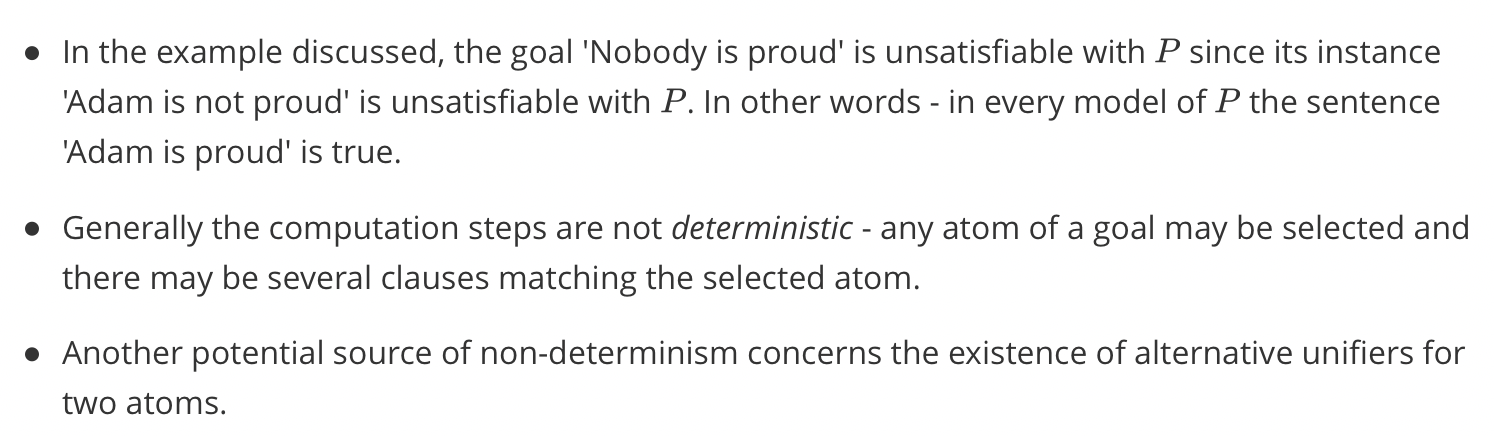 ● In the example discussed, the goal 'Nobody is proud' is unsatisfiable with P since its instance
'Adam is not proud' is unsatisfiable with P. In other words - in every model of P the sentence
'Adam is proud' is true.
● Generally the computation steps are not deterministic - any atom of a goal may be selected and
there may be several clauses matching the selected atom.
● Another potential source of non-determinism concerns the existence of alternative unifiers for
two atoms.